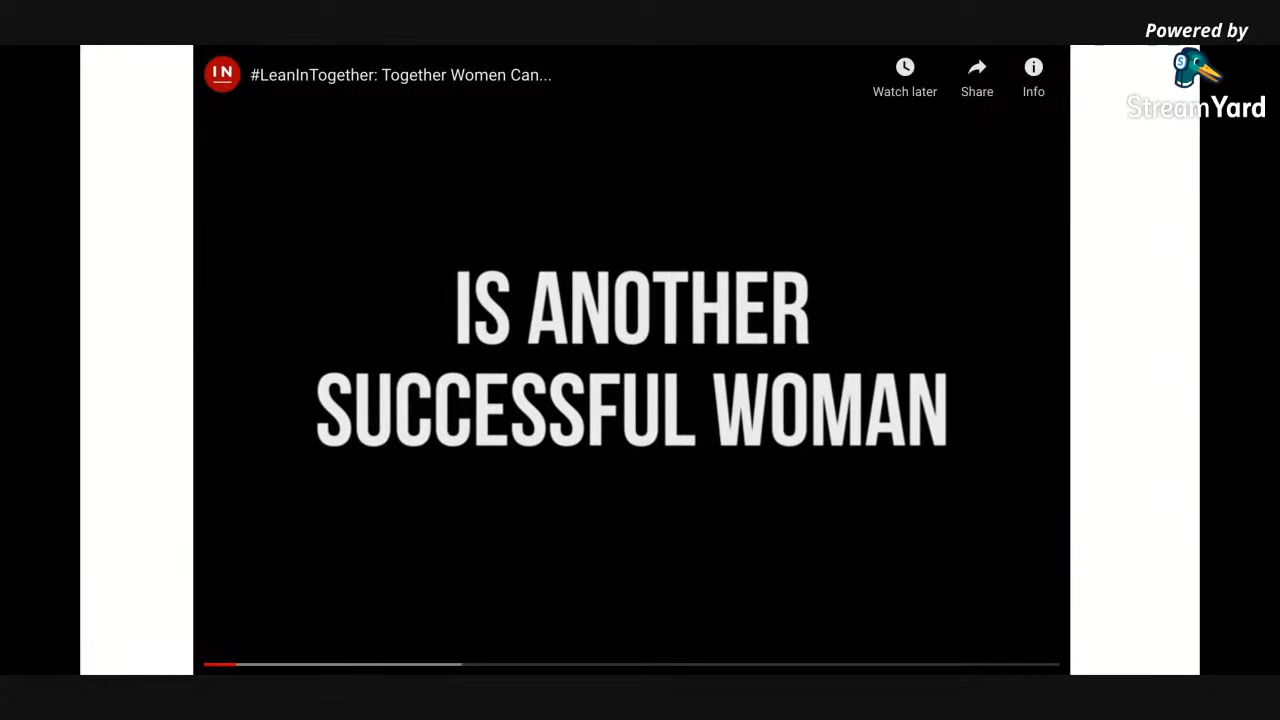 Powered by
StreamYard
IN
#LeanInTogether: Together Women Can...
Watch later
Share
Info
IS ANOTHER
SUCCESSFUL WOMAN